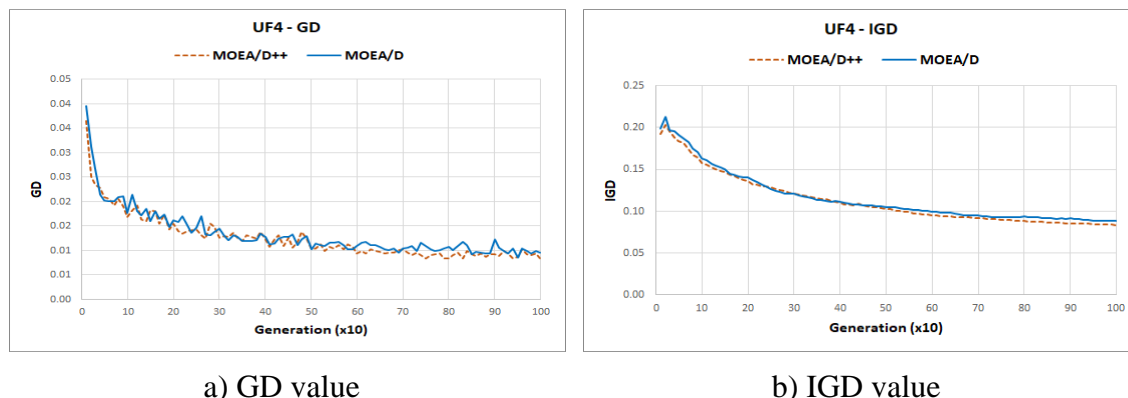 UF4 - GD
MOEA/D++ MOEA/D
0.05
0.04
0.04
0.03
0.03
0.02
0.02
0.01
0.01
0.00
GD
0 10 20 30 40 50 60 70 80 90 100
Generation (x10)
a) GD value
UF4 - IGD
MOEA/D++ MOEA/D
0.25
0.20
0.15
0.10
0.05
0.00
IGD
0 10 20 30 40 50 60 70 80 90 100
Generation (x10)
b) IGD value